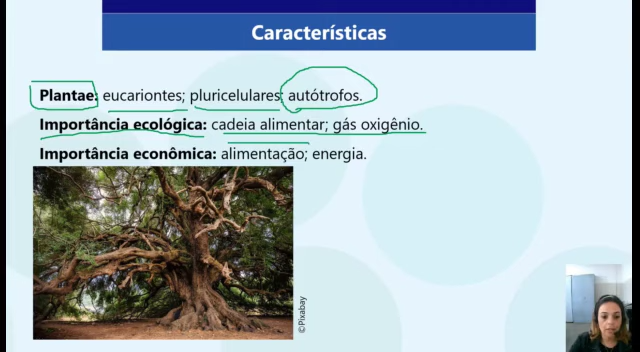 Características
Plantae: eucariontes; pluricelulares; autótrofos.
Importância ecológica: cadeia alimentar; gás oxigênio.
Importância econômica: alimentação; energia.
©Pixabay